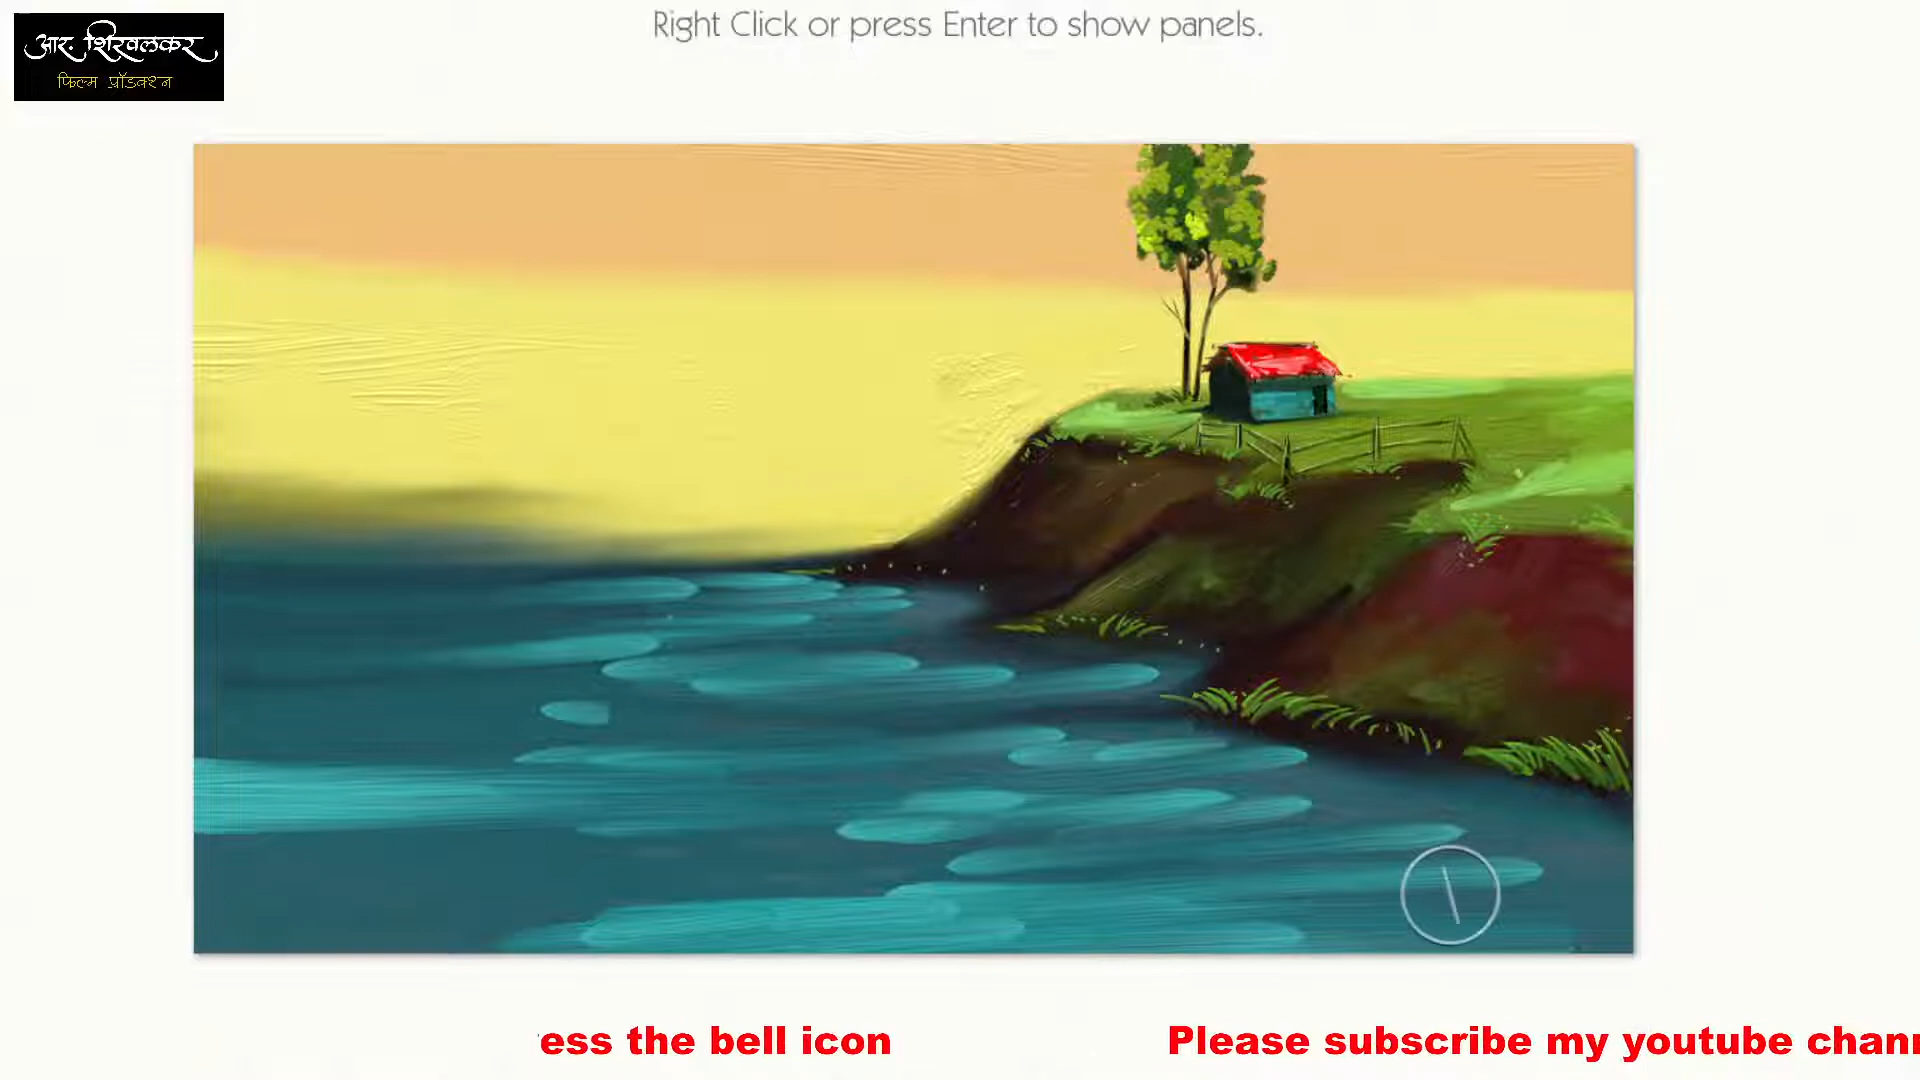 Right Click or press Enter to show panels.
आर. शिरवलकर
फिल्म प्रॉडक्शन
ess the bell icon
Please subscribe my youtube chann